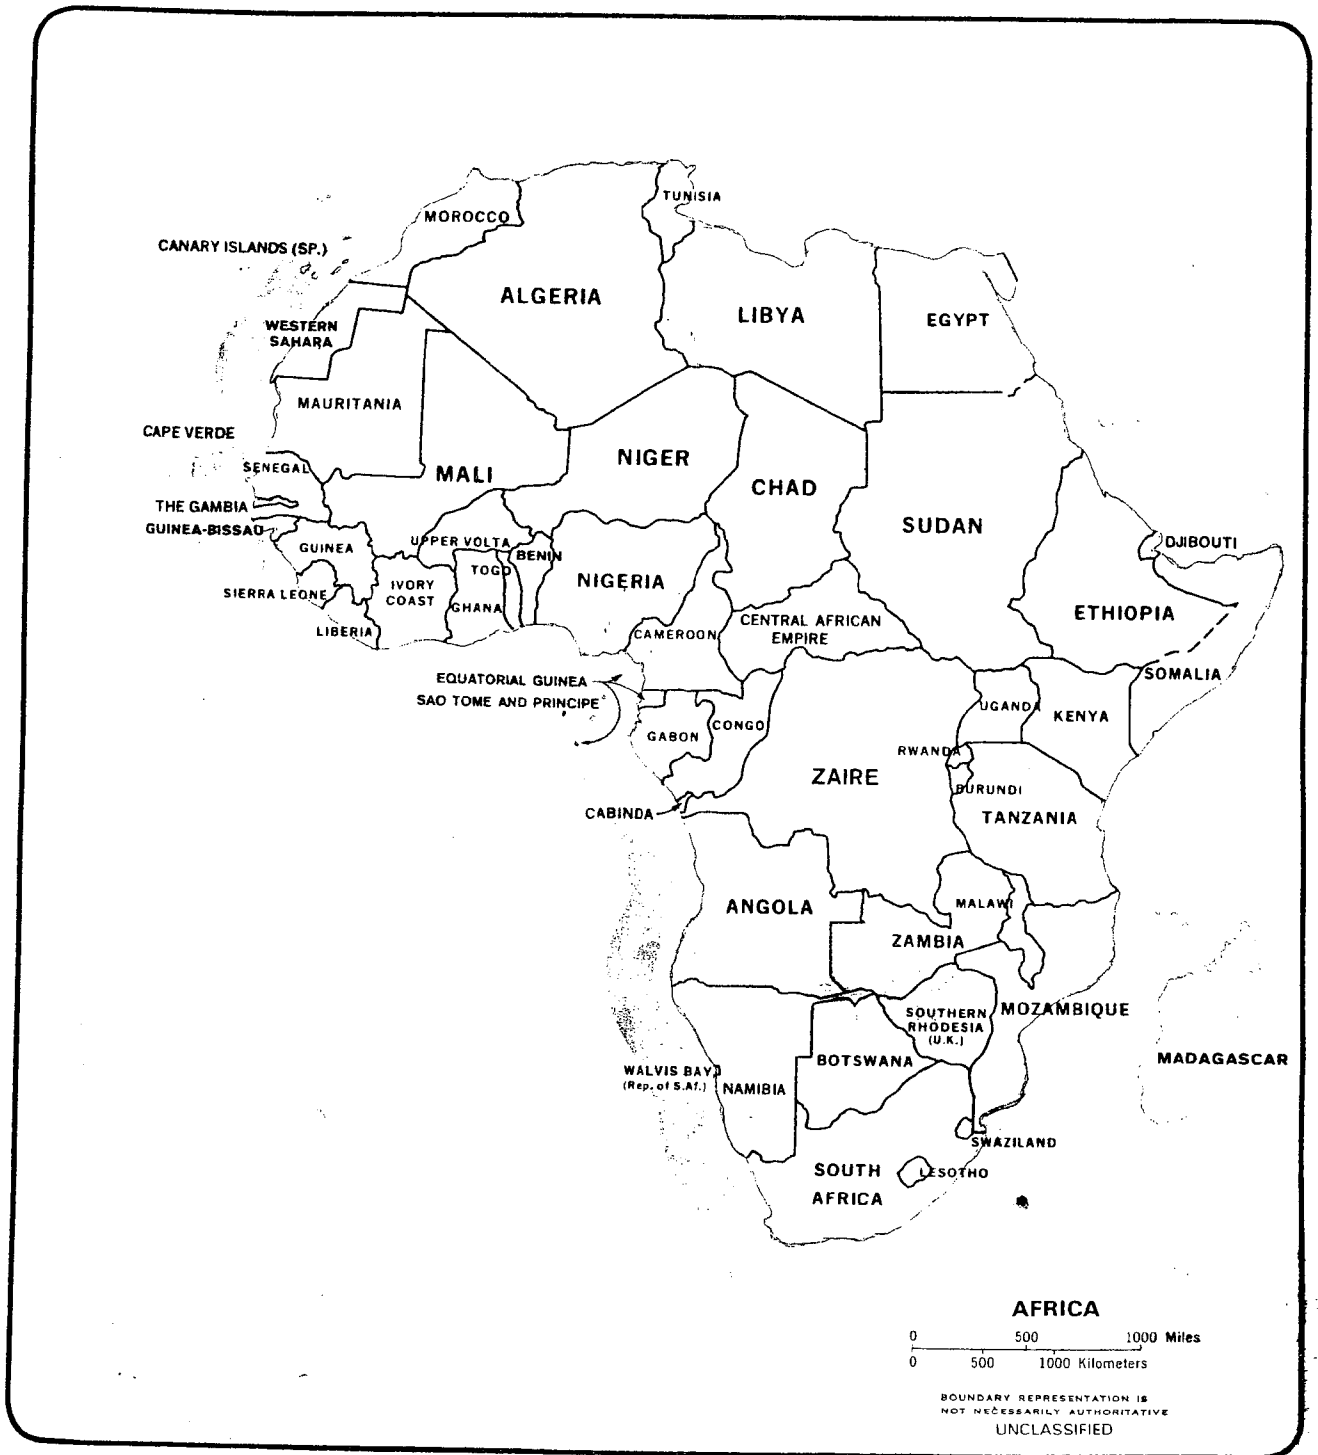 TUNISIA
MOROCCO
CANARY ISLANDS (SP.)
ALGERIA
LIBYA
EGYPT
WESTERN
SAHARA
MAURITANIA
CAPE VERDE
MALI
NIGER
CHAD
SUDAN
SENEGAL
THE GAMBIA
GUINEA-BISSAU
GUINEA
UPPER VOLTA
BENIN
TOGO
NIGERIA
DJIBOUTI
ETHIOPIA
SIERRA LEONE
IVORY
COAST
GHANA
LIBERIA
CAMEROON
CENTRAL AFRICAN
EMPIRE
SOMALIA
EQUATORIAL GUINEA
SAO TOME AND PRINCIPE
GABON
CONGO
UGANDA
KENYA
RWANDA
ZAIRE
BURUNDI
TANZANIA
CABINDA
ANGOLA
MALAWI
ZAMBIA
SOUTHERN
RHODESIA
(U.K.)
MOZAMBIQUE
MADAGASCAR
BOTSWANA
WALVIS BAY
(Rep. of S.Af.)
NAMIBIA
SWAZILAND
SOUTH
AFRICA
LESOTHO
AFRICA
0 500 1000 Miles
0 500 1000 Kilometers
BOUNDARY REPRESENTATION IS
NOT NECESSARILY AUTHORITATIVE
UNCLASSIFIED